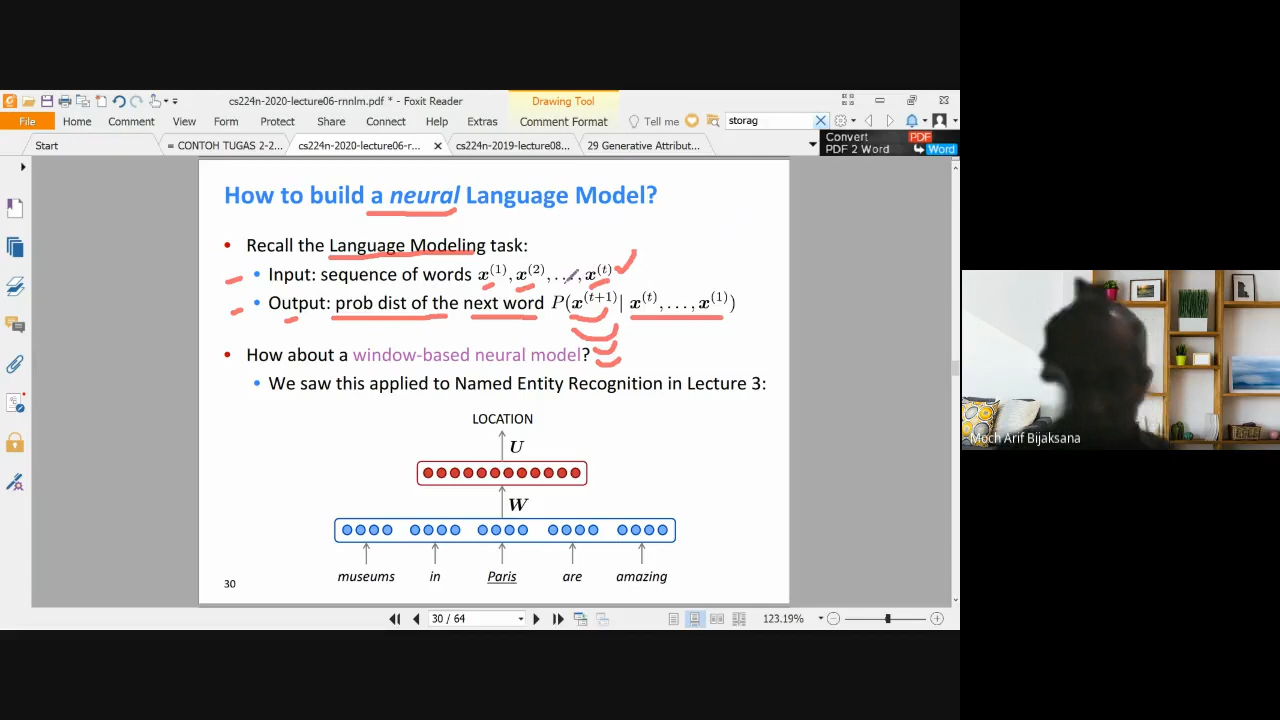 cs224n-2020-lecture06-rnnlm.pdf * - Foxit Reader
Drawing Tool
File Home Comment View Form Protect Share Connect Help Extras Comment Format Tell me storag
Start = CONTOH TUGAS 2-2... cs224n-2020-lecture06-r... cs224n-2019-lecture08... 29 Generative Attribut...
Convert PDF
PDF 2 Word Word
How to build a neural Language Model?
• Recall the Language Modeling task:
• Input: sequence of words x^(1), x^(2), ..., x^(t)
• Output: prob dist of the next word P(x^(t+1)| x^(t), ..., x^(1))
• How about a window-based neural model?
• We saw this applied to Named Entity Recognition in Lecture 3:
LOCATION
U
W
museums in Paris are amazing
30
30 / 64 123.19%
Moch Arif Bijaksana